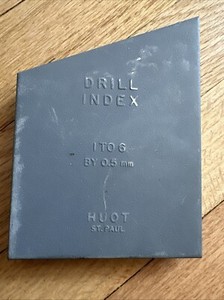 DRILL
INDEX
1 TO 6
BY 0.5 mm
HUOT
ST. PAUL